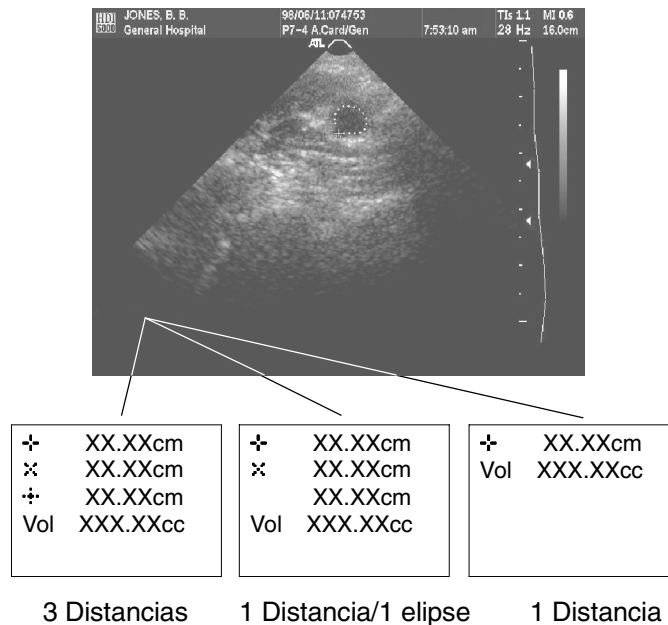 HDI 5000
JONES, B. B.
General Hospital
98/06/11:074753
P7-4 A.Card/Gen
7:53:10 am
TIs 1.1 MI 0.6
28 Hz 16.0cm
ATL
XX.XXcm
XX.XXcm
XX.XXcm
Vol XXX.XXcc
3 Distancias
XX.XXcm
XX.XXcm
XX.XXcm
Vol XXX.XXcc
1 Distancia/1 elipse
XX.XXcm
Vol XXX.XXcc
1 Distancia